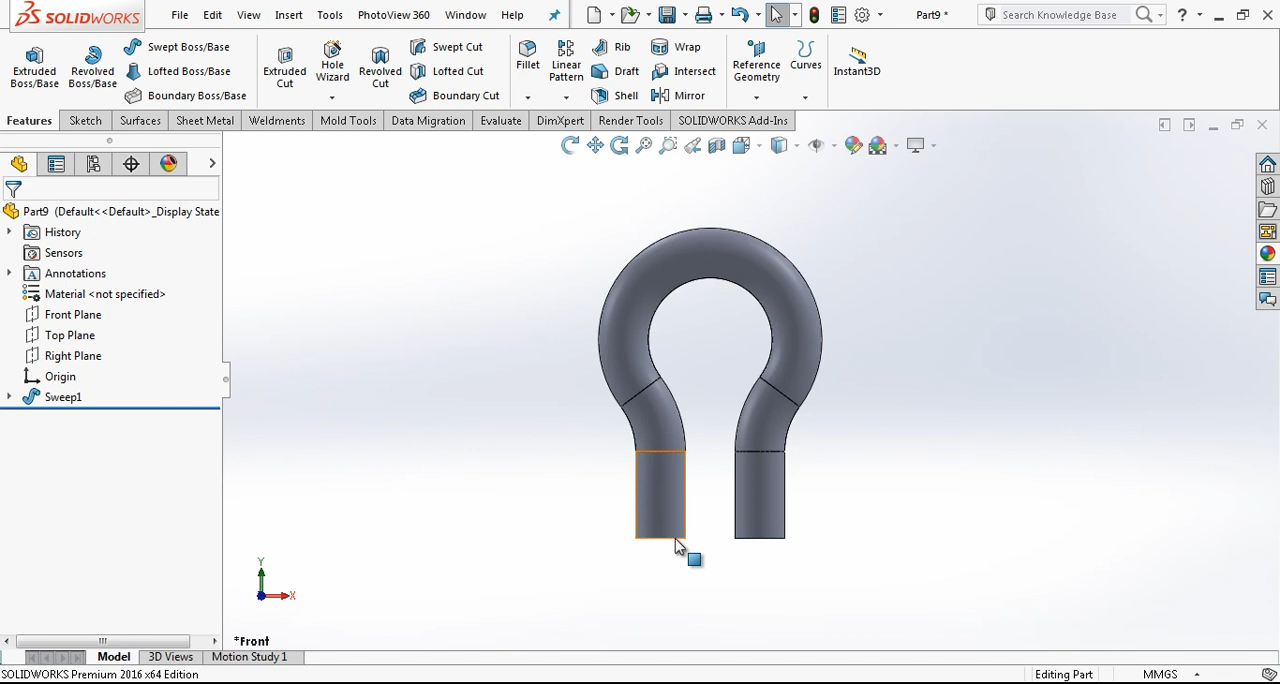 SOLIDWORKS File Edit View Insert Tools PhotoView 360 Window Help Part9 * Search Knowledge Base ?
Extruded Boss/Base
Revolved Boss/Base
Swept Boss/Base
Lofted Boss/Base
Boundary Boss/Base
Extruded Cut
Hole Wizard
Revolved Cut
Swept Cut
Lofted Cut
Boundary Cut
Fillet
Linear Pattern
Rib
Draft
Shell
Wrap
Intersect
Mirror
Reference Geometry
Curves
Instant3D
Features Sketch Surfaces Sheet Metal Weldments Mold Tools Data Migration Evaluate DimXpert Render Tools SOLIDWORKS Add-Ins
Part9 (Default<<Default>_Display State
History
Sensors
Annotations
Material <not specified>
Front Plane
Top Plane
Right Plane
Origin
Sweep1
Y
X
*Front
Model 3D Views Motion Study 1
SOLIDWORKS Premium 2016 x64 Edition Editing Part MMGS